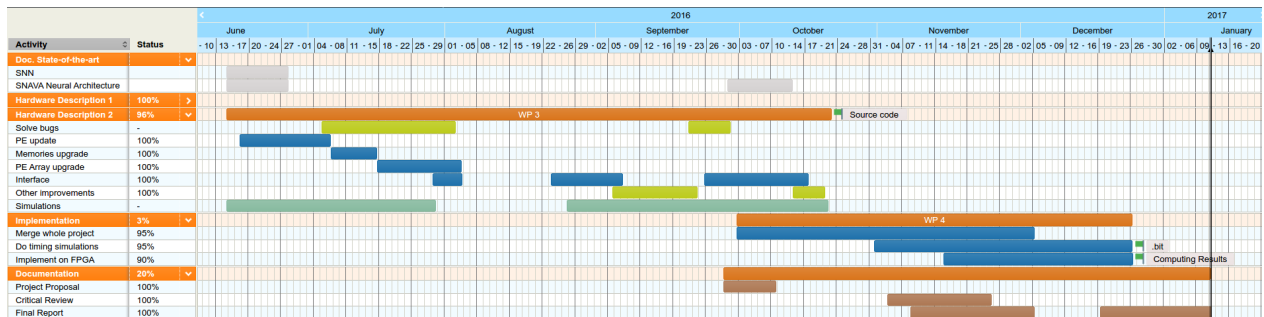 2016 2017
June July August September October November December January
Activity Status - 10 13 - 17 20 - 24 27 - 01 04 - 08 11 - 15 18 - 22 25 - 29 01 - 05 08 - 12 15 - 19 22 - 26 29 - 02 05 - 09 12 - 16 19 - 23 26 - 30 03 - 07 10 - 14 17 - 21 24 - 28 31 - 04 07 - 11 14 - 18 21 - 25 28 - 02 05 - 09 12 - 16 19 - 23 26 - 30 02 - 06 09 - 13 16 - 20
Doc. State-of-the-art
SNN
SNAVA Neural Architecture
Hardware Description 1 100%
Hardware Description 2 96% WP 3 Source code
Solve bugs -
PE update 100%
Memories upgrade 100%
PE Array upgrade 100%
Interface 100%
Other improvements 100%
Simulations -
Implementation 3% WP 4
Merge whole project 95%
Do timing simulations 95% .bit
Implement on FPGA 90% Computing Results
Documentation 20%
Project Proposal 100%
Critical Review 100%
Final Report 100%